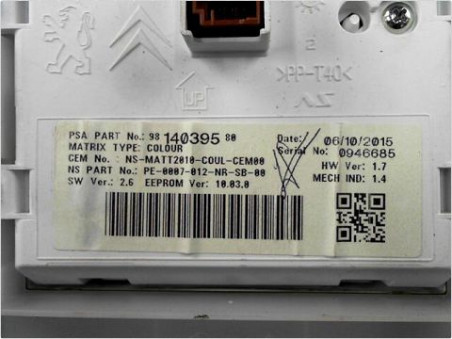 2
UP
>PP-T40<
PSA PART No.: 98 140395 80 Date: 06/10/2015
MATRIX TYPE: COLOUR Serial No: 0946685
CEM No.: NS-MATT2010-COUL-CEM00 HW Ver: 1.7
NS PART No.: PE-0007-012-NR-SB-00 MECH IND: 1.4
SW Ver.: 2.6 EEPROM Ver: 10.03.0